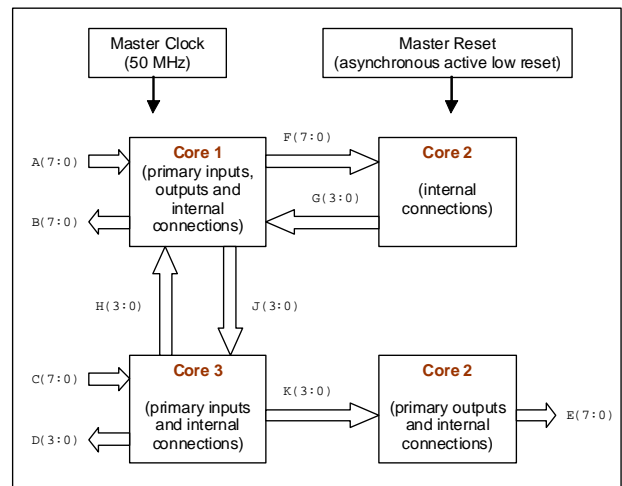 Master Clock
(50 MHz)
Master Reset
(asynchronous active low reset)
A(7:0)
B(7:0)
Core 1
(primary inputs,
outputs and
internal
connections)
F(7:0)
G(3:0)
Core 2
(internal
connections)
H(3:0)
J(3:0)
C(7:0)
D(3:0)
Core 3
(primary inputs
and internal
connections)
K(3:0)
Core 2
(primary outputs
and internal
connections)
E(7:0)